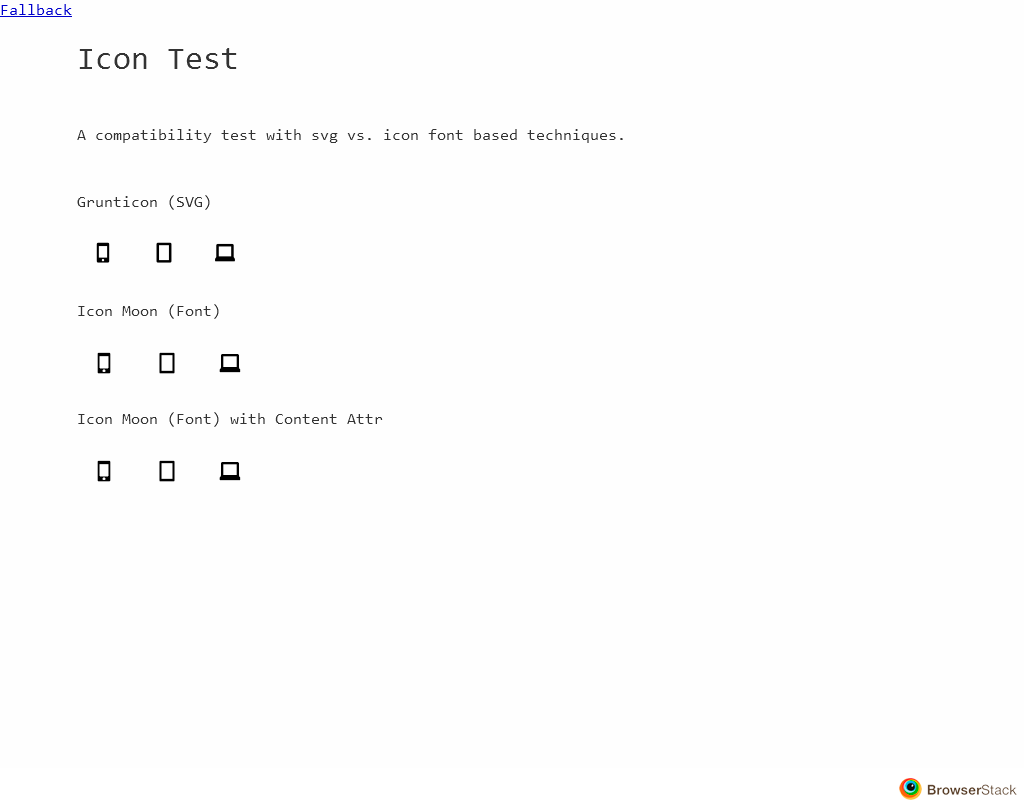 Fallback
Icon Test
A compatibility test with svg vs. icon font based techniques.
Grunticon (SVG)
Icon Moon (Font)
Icon Moon (Font) with Content Attr
BrowserStack